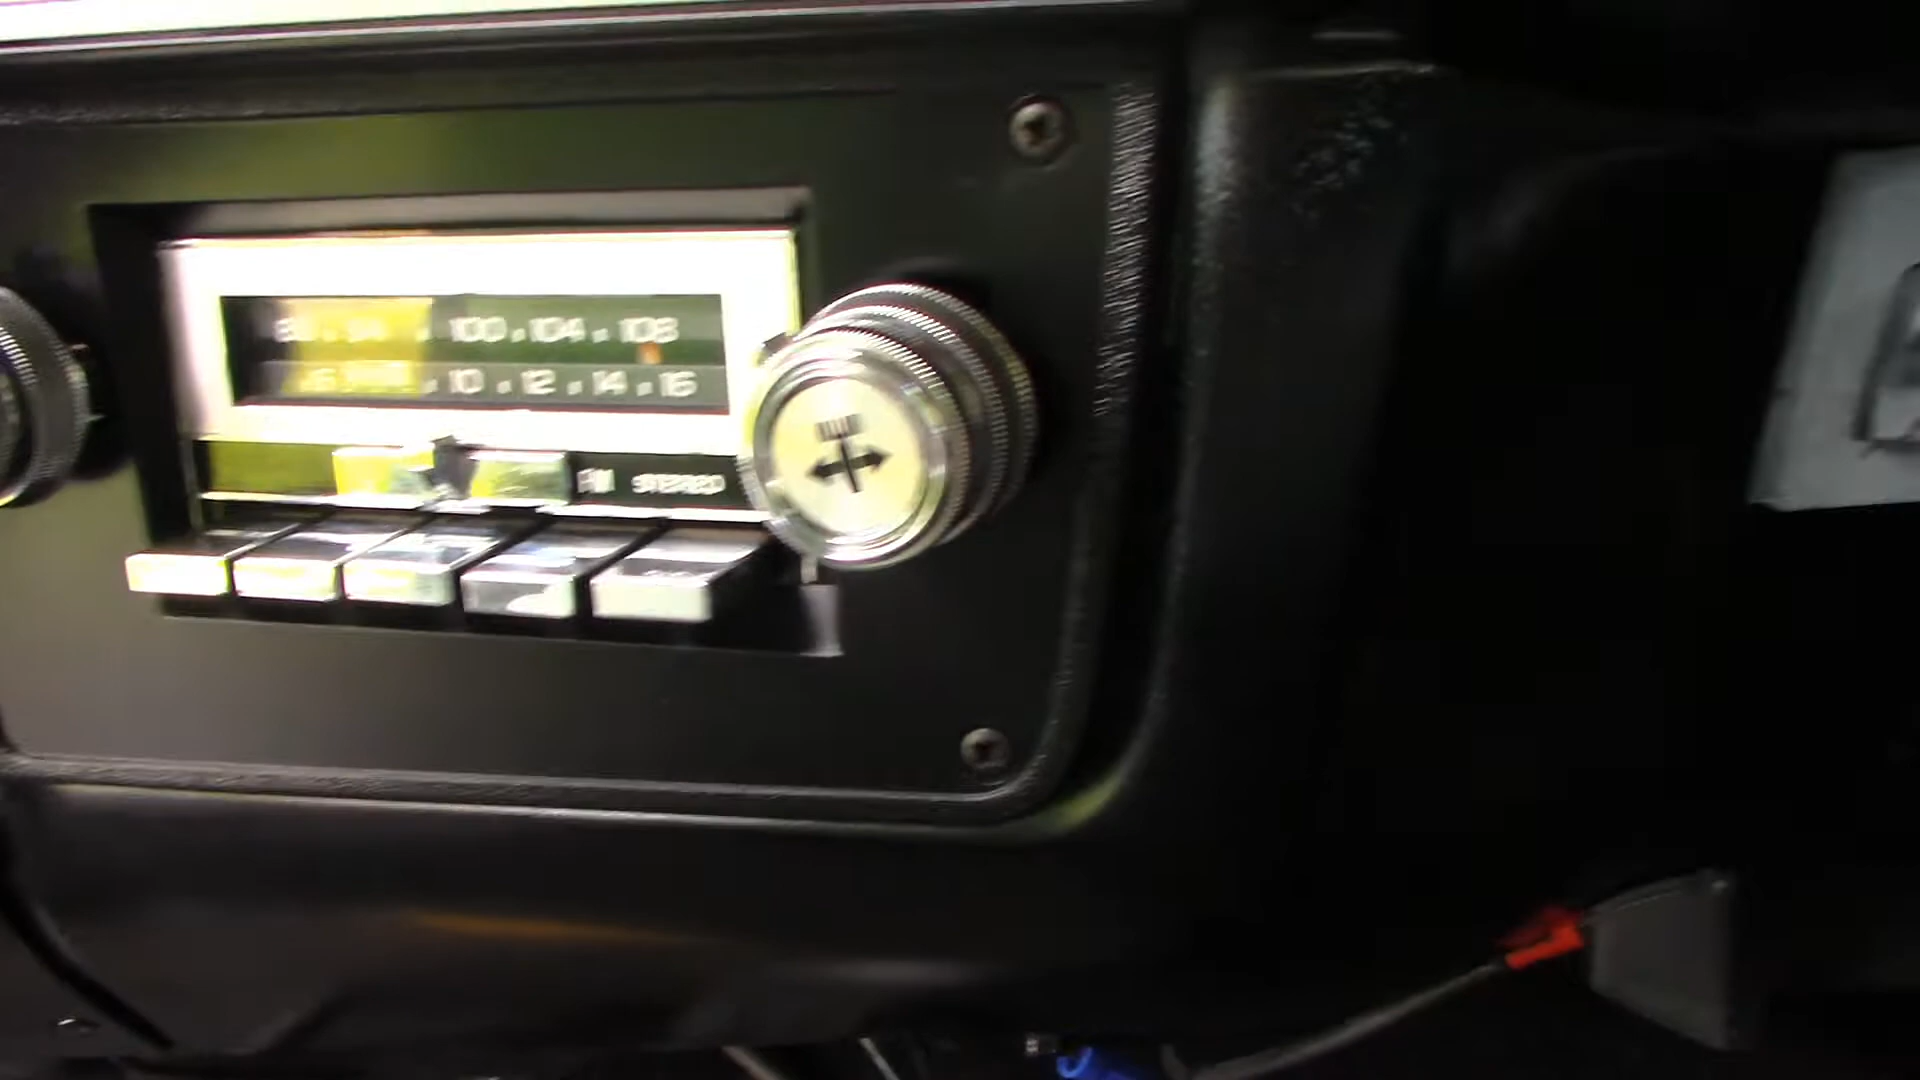 100 . 104 . 108
. 10 . 12 . 14 . 16
FM stereo